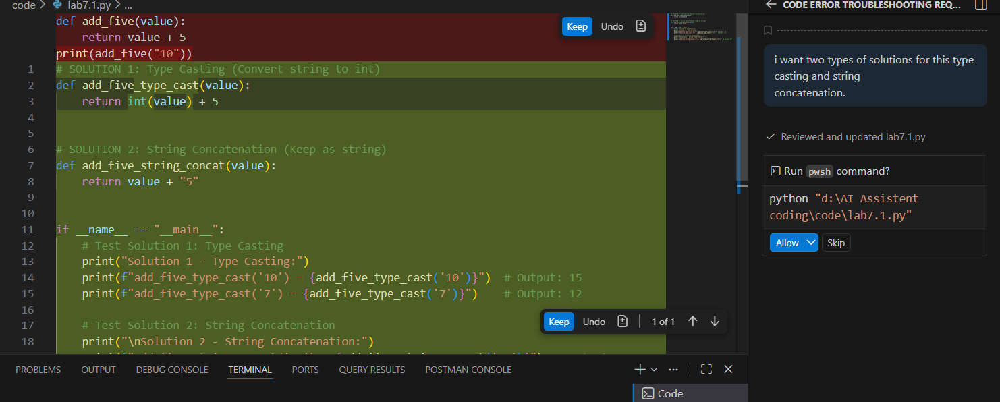 code > lab7.1.py > ...
def add_five(value):
    return value + 5
print(add_five("10"))
Keep Undo
1 # SOLUTION 1: Type Casting (Convert string to int)
2 def add_five_type_cast(value):
3     return int(value) + 5
4
5
6 # SOLUTION 2: String Concatenation (Keep as string)
7 def add_five_string_concat(value):
8     return value + "5"
9
10
11 if __name__ == "__main__":
12     # Test Solution 1: Type Casting
13     print("Solution 1 - Type Casting:")
14     print(f"add_five_type_cast('10') = {add_five_type_cast('10')}")  # Output: 15
15     print(f"add_five_type_cast('7') = {add_five_type_cast('7')}")    # Output: 12
16
17     # Test Solution 2: String Concatenation
18     print("\nSolution 2 - String Concatenation:")
Keep Undo 1 of 1
PROBLEMS OUTPUT DEBUG CONSOLE TERMINAL PORTS QUERY RESULTS POSTMAN CONSOLE
Code
CODE ERROR TROUBLESHOOTING REQ...
i want two types of solutions for this type
casting and string
concatenation.
Reviewed and updated lab7.1.py
Run pwsh command?
python "d:\AI Assistent
coding\code\lab7.1.py"
Allow Skip